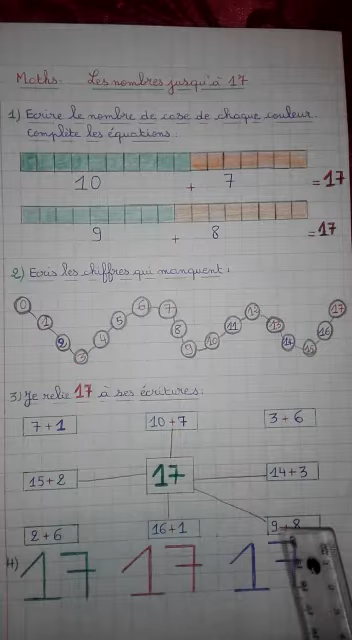 Maths: Les nombres jusqu'à 17
1) Ecrire le nombre de case de chaque couleur.
Complète les équations.
10 + 7 = 17
9 + 8 = 17
2) Ecris les chiffres qui manquent :
0 1 2 3 4 5 6 7 8 9 10 11 12 13 14 15 16 17
3) Je relie 17 à ses écritures :
7+1 10+7 3+6
15+2 17 14+3
2+6 16+1 9+8
4) 17 17 17